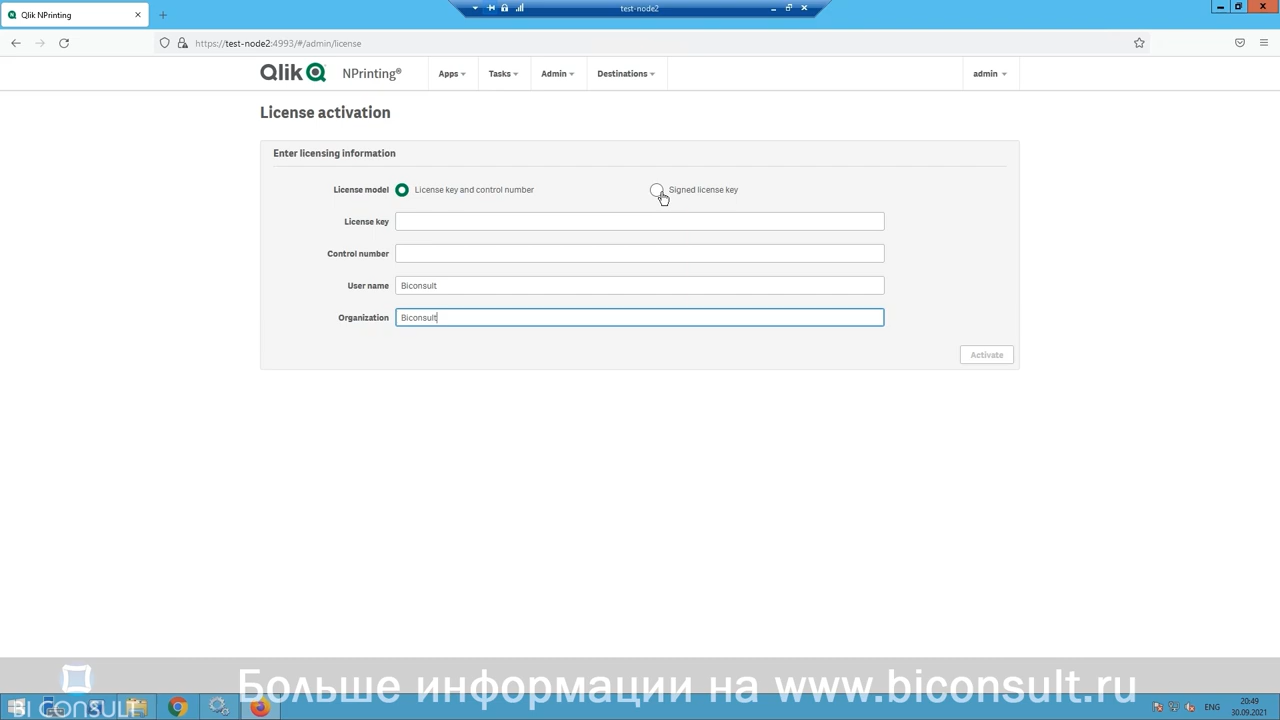 test-node2
Qlik NPrinting
https://test-node2:4993/#/admin/license
Qlik NPrinting®
Apps Tasks Admin Destinations admin
License activation
Enter licensing information
License model License key and control number Signed license key
License key
Control number
User name Biconsult
Organization Biconsult
Activate
Больше информации на www.biconsult.ru
BI CONSULT
ENG
20:49
30.09.2021